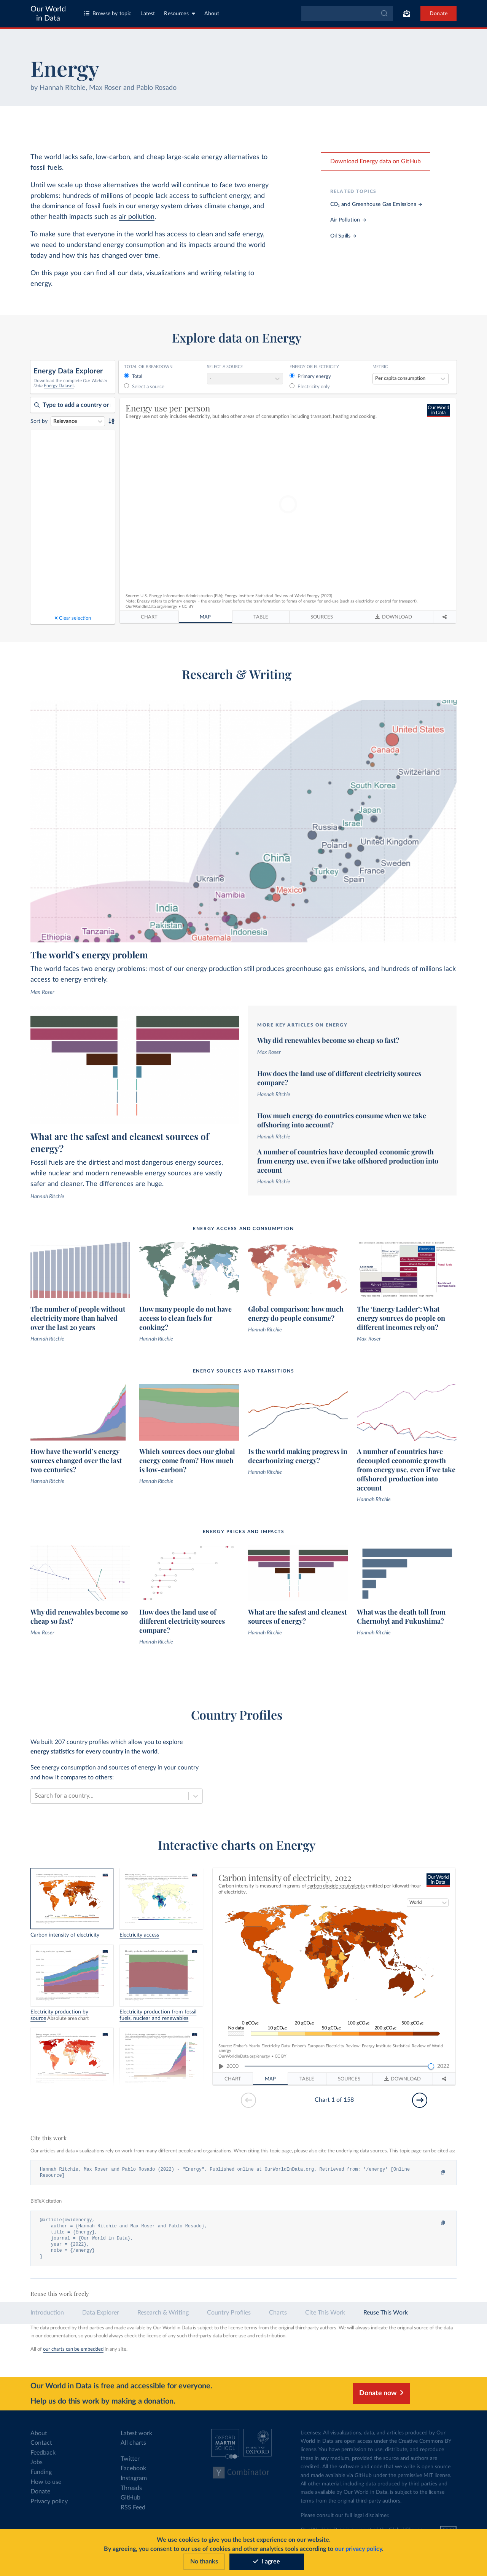 Our World
in Data
Browse by topic
Latest
Resources
About
Donate
Energy
by Hannah Ritchie, Max Roser and Pablo Rosado
The world lacks safe, low-carbon, and cheap large-scale energy alternatives to
fossil fuels.
Until we scale up those alternatives the world will continue to face two energy
problems: hundreds of millions of people lack access to sufficient energy; and
the dominance of fossil fuels in our energy system drives climate change, and
other health impacts such as air pollution.
To make sure that everyone in the world has access to clean and safe energy,
we need to understand energy consumption and its impacts around the world
today and how this has changed over time.
On this page you can find all our data, visualizations and writing relating to
energy.
Download Energy data on GitHub
RELATED TOPICS
CO₂ and Greenhouse Gas Emissions →
Air Pollution →
Oil Spills →
Explore data on Energy
Energy Data Explorer
Download the complete Our World in
Data Energy Dataset.
Type to add a country or
Sort by
Relevance
Clear selection
TOTAL OR BREAKDOWN
Total
Select a source
SELECT A SOURCE
ENERGY OR ELECTRICITY
Primary energy
Electricity only
METRIC
Per capita consumption
Energy use per person
Energy use not only includes electricity, but also other areas of consumption including transport, heating and cooking.
Our World
in Data
Source: U.S. Energy Information Administration (EIA); Energy Institute Statistical Review of World Energy (2023)
Note: Energy refers to primary energy – the energy input before the transformation to forms of energy for end-use (such as electricity or petrol for transport).
OurWorldInData.org/energy • CC BY
CHART
MAP
TABLE
SOURCES
DOWNLOAD
Research & Writing
Sing
United States
Canada
Switzerland
South Korea
Japan
Israel
Russia
Poland
United Kingdom
France
China
Sweden
Turkey
Spain
Ukraine
Mexico
Namibia
India
Pakistan
Tanzania
Indonesia
Ethiopia
Guatemala
The world's energy problem
The world faces two energy problems: most of our energy production still produces greenhouse gas emissions, and hundreds of millions lack
access to energy entirely.
Max Roser
What are the safest and cleanest sources of
energy?
Fossil fuels are the dirtiest and most dangerous energy sources,
while nuclear and modern renewable energy sources are vastly
safer and cleaner. The differences are huge.
Hannah Ritchie
MORE KEY ARTICLES ON ENERGY
Why did renewables become so cheap so fast?
Max Roser
How does the land use of different electricity sources
compare?
Hannah Ritchie
How much energy do countries consume when we take
offshoring into account?
Hannah Ritchie
A number of countries have decoupled economic growth
from energy use, even if we take offshored production into
account
Hannah Ritchie
ENERGY ACCESS AND CONSUMPTION
The number of people without
electricity more than halved
over the last 20 years
Hannah Ritchie
How many people do not have
access to clean fuels for
cooking?
Hannah Ritchie
Global comparison: how much
energy do people consume?
Hannah Ritchie
The 'Energy Ladder': What
energy sources do people on
different incomes rely on?
Max Roser
ENERGY SOURCES AND TRANSITIONS
How have the world's energy
sources changed over the last
two centuries?
Hannah Ritchie
Which sources does our global
energy come from? How much
is low-carbon?
Hannah Ritchie
Is the world making progress in
decarbonizing energy?
Hannah Ritchie
A number of countries have
decoupled economic growth
from energy use, even if we take
offshored production into
account
Hannah Ritchie
ENERGY PRICES AND IMPACTS
Why did renewables become so
cheap so fast?
Max Roser
How does the land use of
different electricity sources
compare?
Hannah Ritchie
What are the safest and cleanest
sources of energy?
Hannah Ritchie
What was the death toll from
Chernobyl and Fukushima?
Hannah Ritchie
Country Profiles
We built 207 country profiles which allow you to explore
energy statistics for every country in the world.
See energy consumption and sources of energy in your country
and how it compares to others:
Search for a country...
Interactive charts on Energy
Carbon intensity of electricity
Electricity access
Electricity production by
source Absolute area chart
Electricity production from fossil
fuels, nuclear and renewables
Carbon intensity of electricity, 2022
Carbon intensity is measured in grams of carbon dioxide-equivalents emitted per kilowatt-hour
of electricity.
Our World
in Data
World
No data
0 gCO₂e
10 gCO₂e
20 gCO₂e
50 gCO₂e
100 gCO₂e
200 gCO₂e
500 gCO₂e
Source: Ember's Yearly Electricity Data; Ember's European Electricity Review; Energy Institute Statistical Review of World
Energy
OurWorldInData.org/energy • CC BY
2000
2022
CHART
MAP
TABLE
SOURCES
DOWNLOAD
Chart 1 of 158
Cite this work
Our articles and data visualizations rely on work from many different people and organizations. When citing this topic page, please also cite the underlying data sources. This topic page can be cited as:
Hannah Ritchie, Max Roser and Pablo Rosado (2022) - "Energy". Published online at OurWorldInData.org. Retrieved from: '/energy' [Online
Resource]
BibTeX citation
@article{owidenergy,
author = {Hannah Ritchie and Max Roser and Pablo Rosado},
title = {Energy},
journal = {Our World in Data},
year = {2022},
note = {/energy}
}
Reuse this work freely
Introduction
Data Explorer
Research & Writing
Country Profiles
Charts
Cite This Work
Reuse This Work
The data produced by third parties and made available by Our World in Data is subject to the license terms from the original third-party authors. We will always indicate the original source of the data
in our documentation, so you should always check the license of any such third-party data before use and redistribution.
All of our charts can be embedded in any site.
Our World in Data is free and accessible for everyone.
Help us do this work by making a donation.
Donate now
About
Contact
Feedback
Jobs
Funding
How to use
Donate
Privacy policy
Latest work
All charts
Twitter
Facebook
Instagram
Threads
GitHub
RSS Feed
OXFORD
MARTIN
SCHOOL
OXFORD
Y Combinator
Licenses: All visualizations, data, and articles produced by Our
World in Data are open access under the Creative Commons BY
license. You have permission to use, distribute, and reproduce
these in any medium, provided the source and authors are
credited. All the software and code that we write is open source
and made available via GitHub under the permissive MIT license.
All other material, including data produced by third parties and
made available by Our World in Data, is subject to the license
terms from the original third-party authors.
Please consult our full legal disclaimer.
We use cookies to give you the best experience on our website.
By agreeing, you consent to our use of cookies and other analytics tools according to our privacy policy.
No thanks
I agree